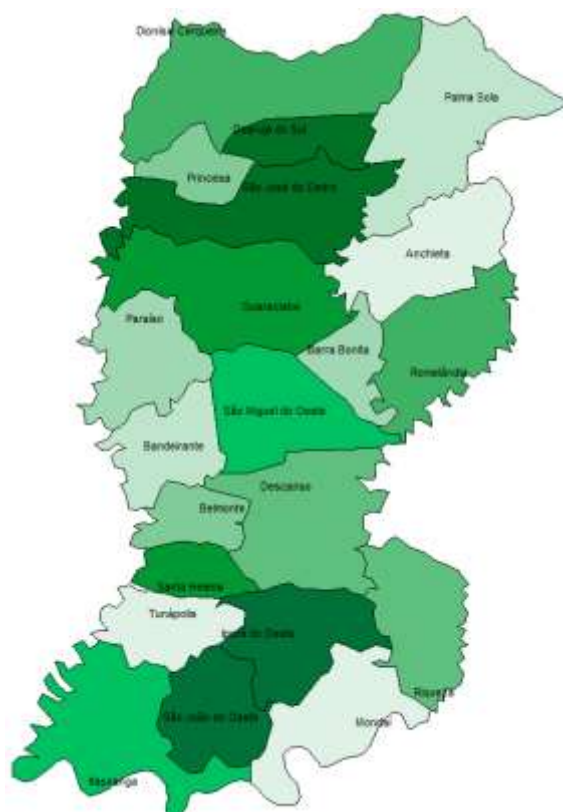 Dionísio Cerqueira
Palma Sola
Guarujá do Sul
Princesa
São José do Cedro
Anchieta
Guaraciaba
Paraíso
Barra Bonita
Romelândia
São Miguel do Oeste
Bandeirante
Descanso
Belmonte
Santa Helena
Tunápolis
Iporã do Oeste
Riqueza
São João do Oeste
Mondaí
Itapiranga